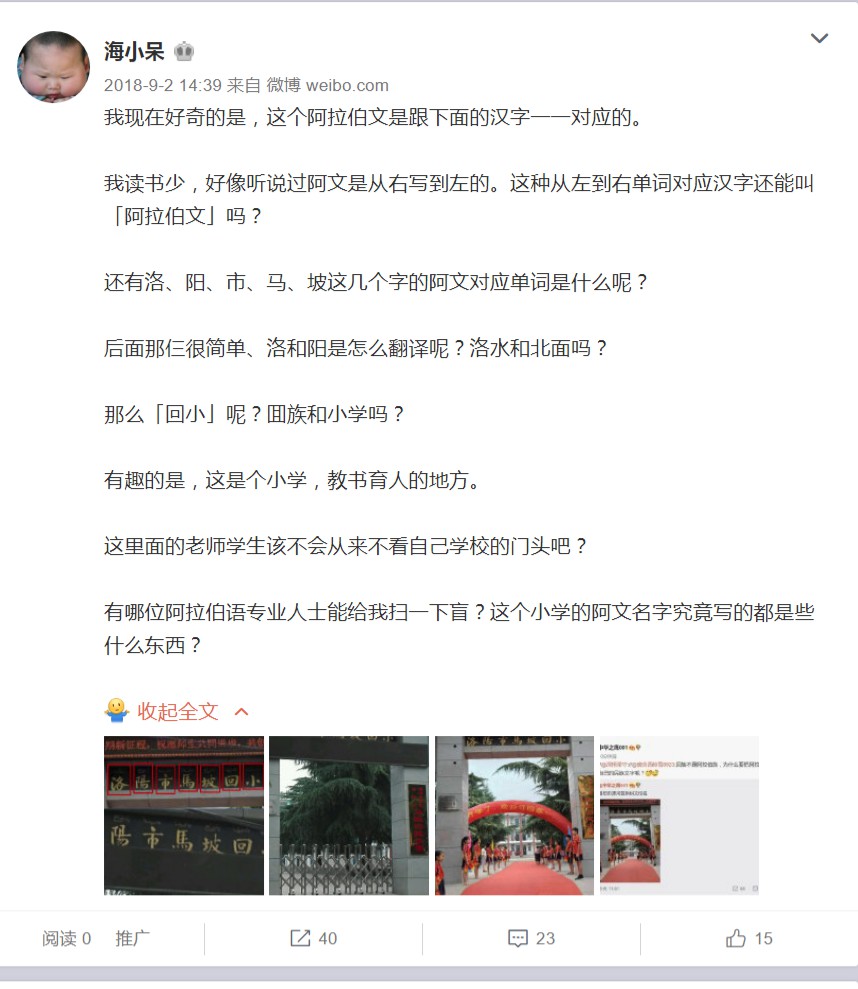 海小呆
2018-9-2 14:39 来自 微博 weibo.com
我现在好奇的是，这个阿拉伯文是跟下面的汉字一一对应的。
我读书少，好像听说过阿文是从右写到左的。这种从左到右单词对应汉字还能叫
「阿拉伯文」吗？
还有洛、阳、市、马、坡这几个字的阿文对应单词是什么呢？
后面那仨很简单、洛和阳是怎么翻译呢？洛水和北面吗？
那么「回小」呢？囬族和小学吗？
有趣的是，这是个小学，教书育人的地方。
这里面的老师学生该不会从来不看自己学校的门头吧？
有哪位阿拉伯语专业人士能给我扫一下盲？这个小学的阿文名字究竟写的都是些
什么东西？
收起全文
洛陽市馬坡回小
陽市馬坡回
洛陽市馬坡回小
阅读 0 推广 40 23 15